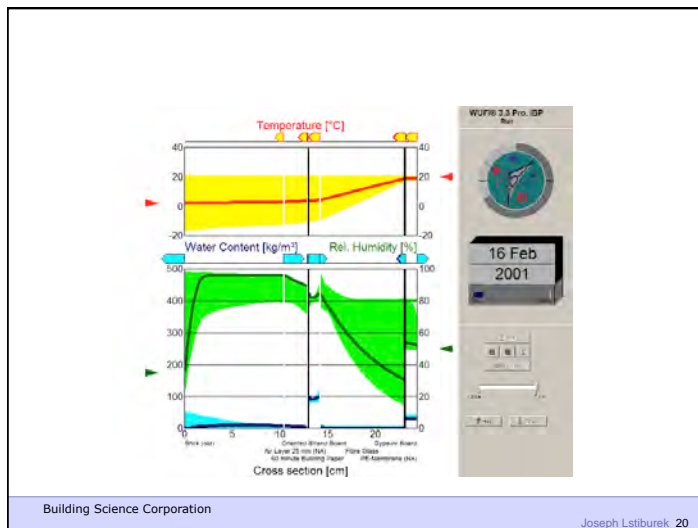 WUFI® 3.3 Pro. IBP
Temperature [°C]
40
40
20
20
0
0
-20
-20
Water Content [kg/m³]
Rel. Humidity [%]
16 Feb
2001
500
100
400
80
300
60
200
40
100
20
0
0
0
5
10
15
20
Oriented Strand Board
Gypsum Board
Air Layer 25 mm (NA)
Fibre Glass
60 minute Building Paper
PE-Membrane (NA)
Cross section [cm]
Building Science Corporation
Joseph Lstiburek 20